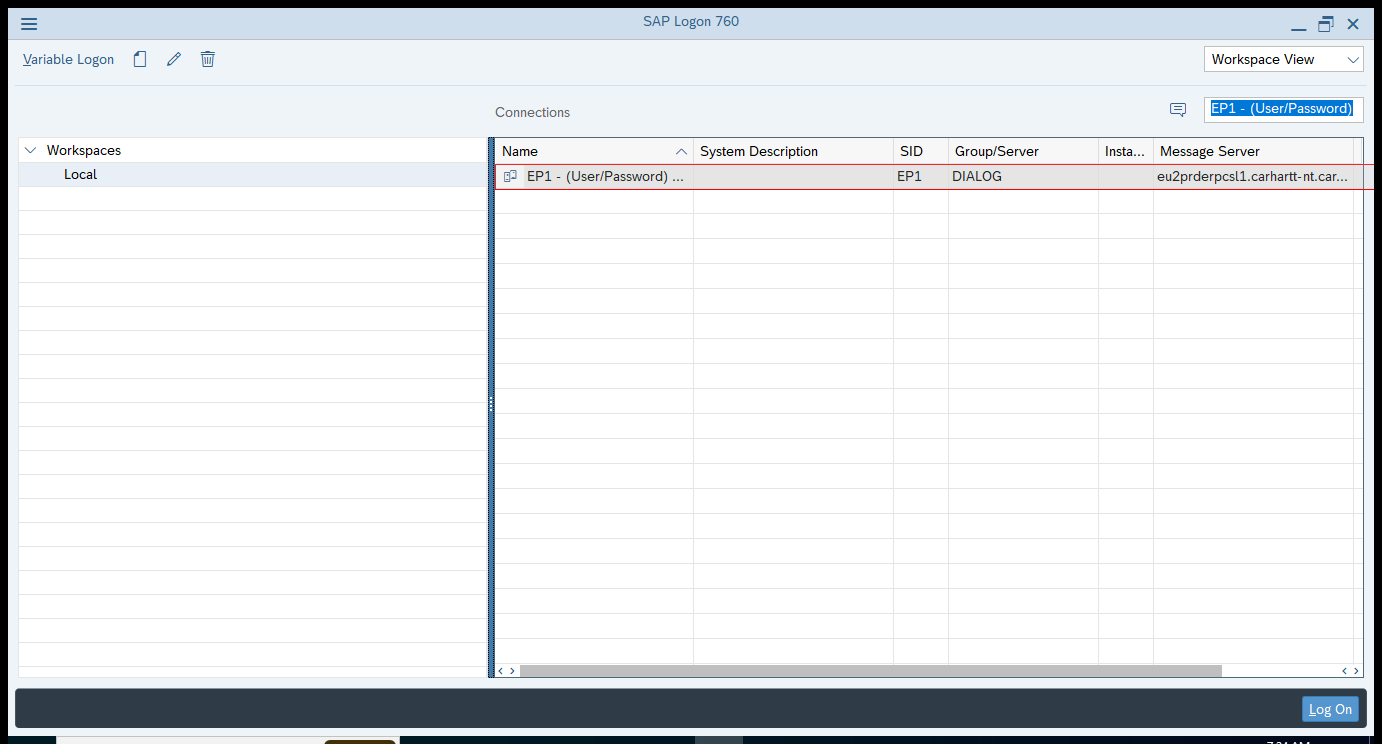 SAP Logon 760
Variable Logon
Workspace View
Connections
EP1 - (User/Password)
Workspaces
Local
Name System Description SID Group/Server Insta... Message Server
EP1 - (User/Password) ... EP1 DIALOG eu2prderpcsl1.carhartt-nt.car...
Log On